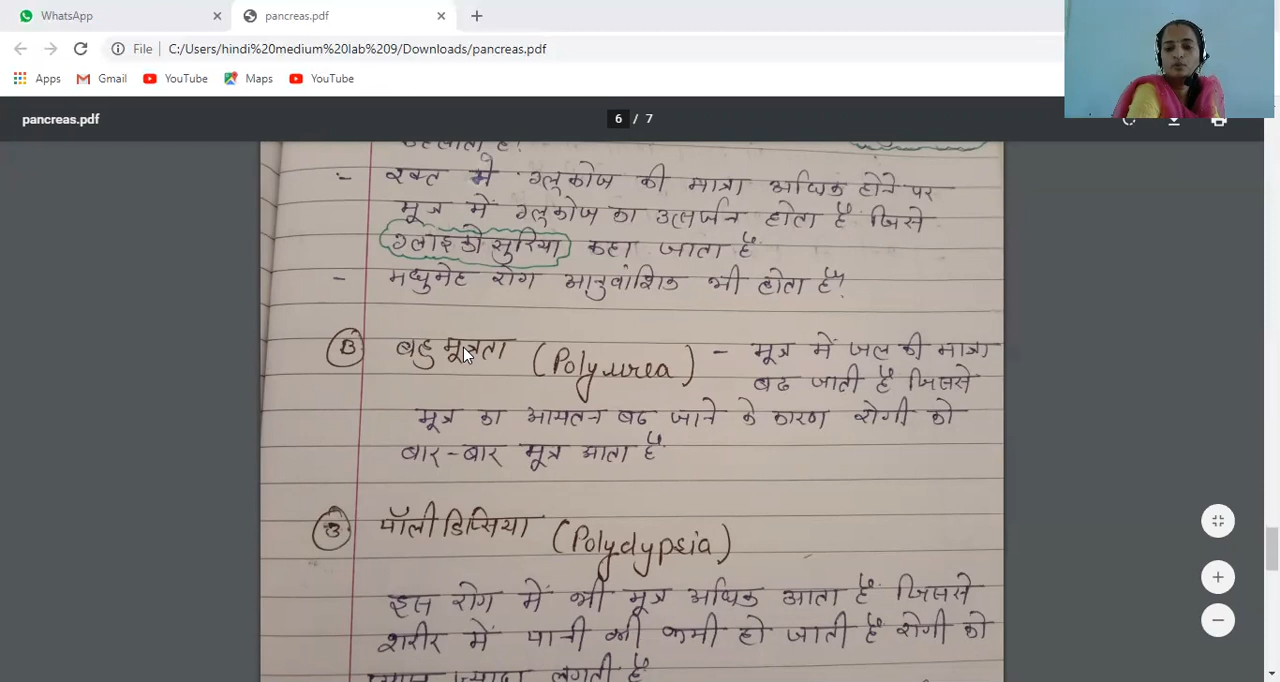 WhatsApp
pancreas.pdf
File
C:/Users/hindi%20medium%20lab%209/Downloads/pancreas.pdf
Apps Gmail YouTube Maps YouTube
pancreas.pdf
6 / 7
:- रक्त में ग्लूकोज की मात्रा अधिक होने पर
मूत्र में ग्लूकोज का उत्सर्जन होता है जिसे
ग्लाइकोसुरिया कहा जाता है
- मधुमेह रोग आनुवांशिक भी होता है?
B बहु मूत्रता (Polyurea) - मूत्र में जल की मात्रा
बढ जाती है जिससे
मूत्र का आयतन बढ जाने के कारण रोगी को
बार-बार मूत्र आता है
3 पॉलीडिप्सिया (Polydypsia)
इस रोग में भी मूत्र अधिक आता है जिससे
शरीर में पानी की कमी हो जाती है रोगी को
प्यास ज्यादा लगती है